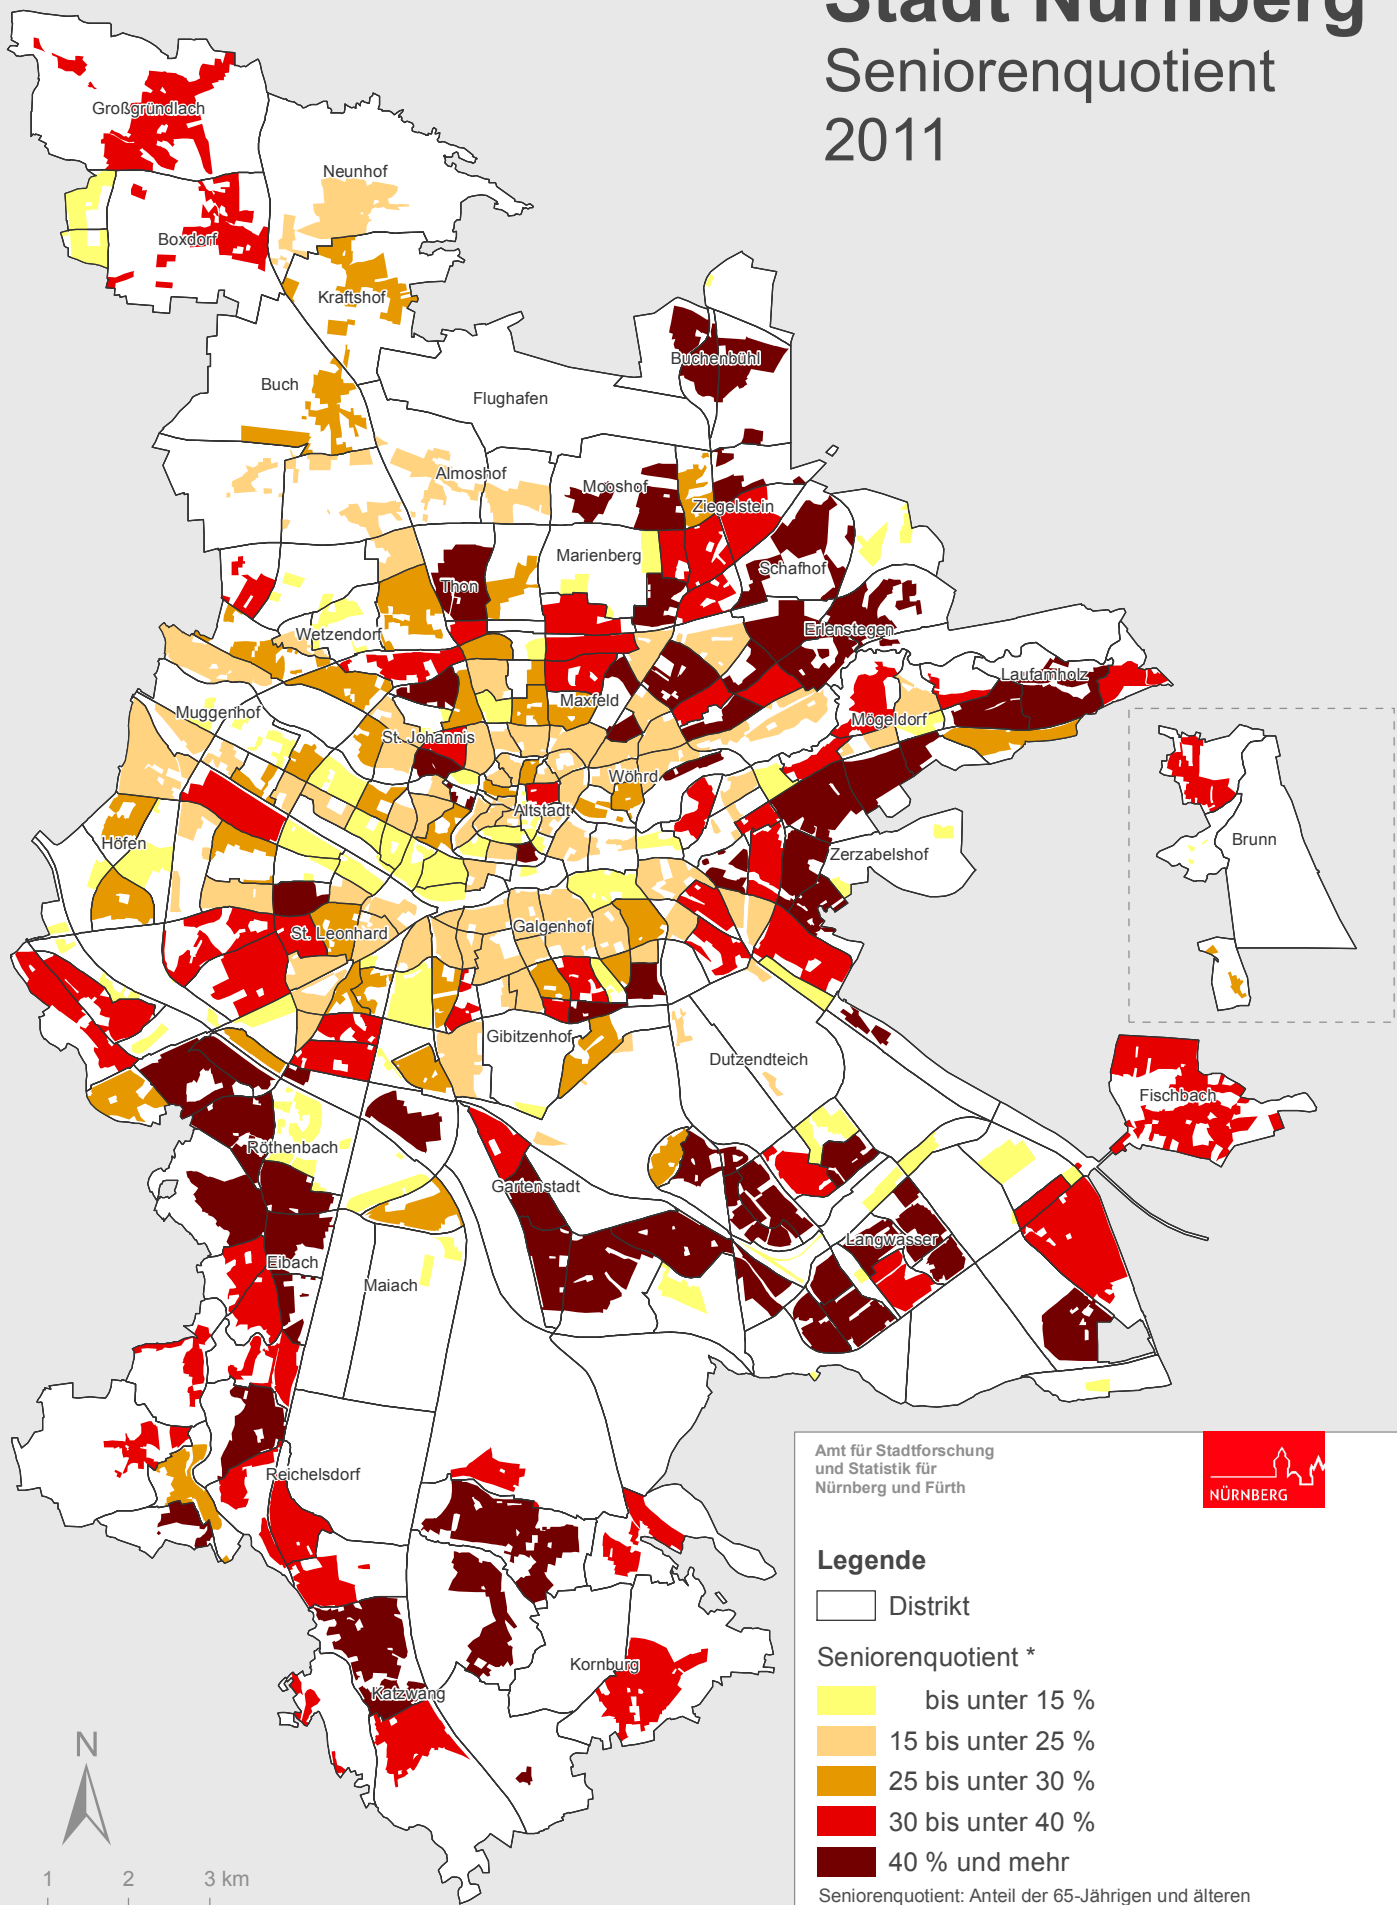 Stadt Nürnberg
Seniorenquotient
2011
Großgründlach
Neunhof
Boxdorf
Kraftshof
Buchenbühl
Buch
Flughafen
Almoshof
Mooshof
Ziegelstein
Marienberg
Schafhof
Thon
Wetzendorf
Erlenstegen
Laufamholz
Maxfeld
Muggenhof
Mögeldorf
St. Johannis
Wöhrd
Altstadt
Höfen
Zerzabelshof
Brunn
St. Leonhard
Galgenhof
Gibitzenhof
Dutzendteich
Fischbach
Röthenbach
Gartenstadt
Langwasser
Eibach
Maiach
Reichelsdorf
Kornburg
Katzwang
Amt für Stadtforschung
und Statistik für
Nürnberg und Fürth
NÜRNBERG
Legende
Distrikt
Seniorenquotient *
bis unter 15 %
15 bis unter 25 %
25 bis unter 30 %
30 bis unter 40 %
40 % und mehr
Seniorenquotient: Anteil der 65-Jährigen und älteren
N
1 2 3 km